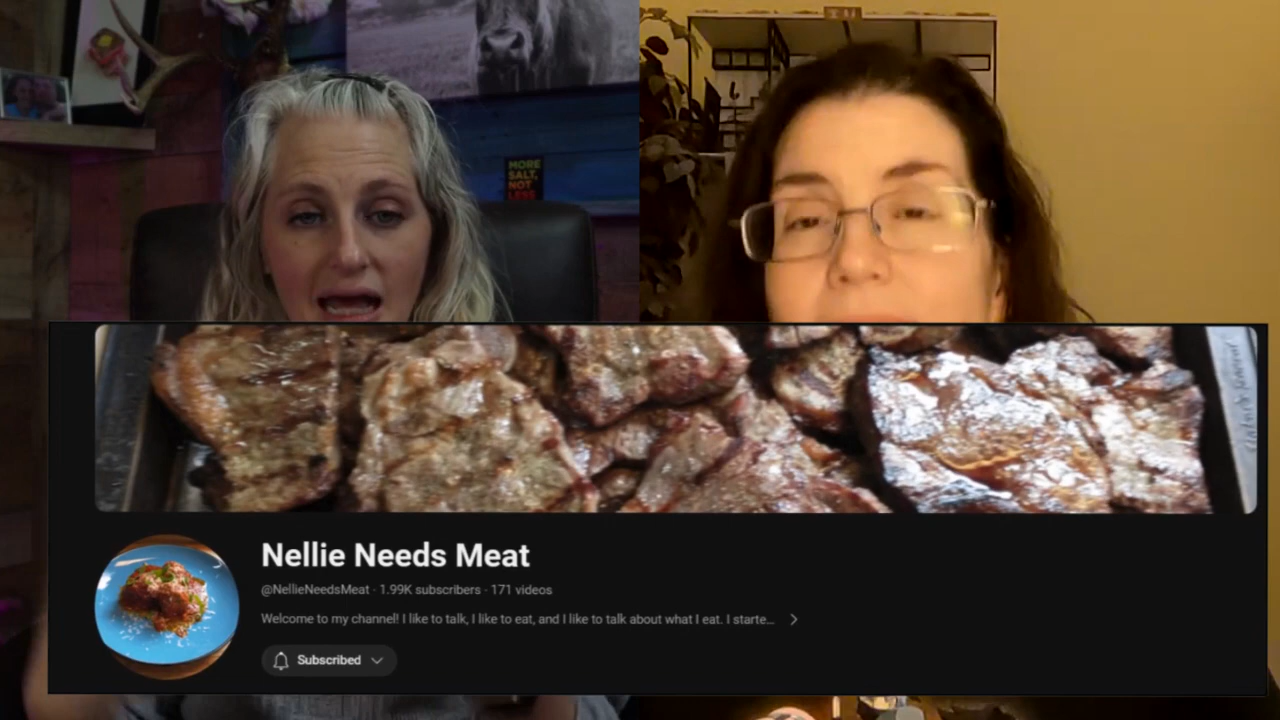 MORE
SALT,
NOT
LESS
Nellie Needs Meat
@NellieNeedsMeat · 1.99K subscribers · 171 videos
Welcome to my channel! I like to talk, I like to eat, and I like to talk about what I eat. I starte...
Subscribed